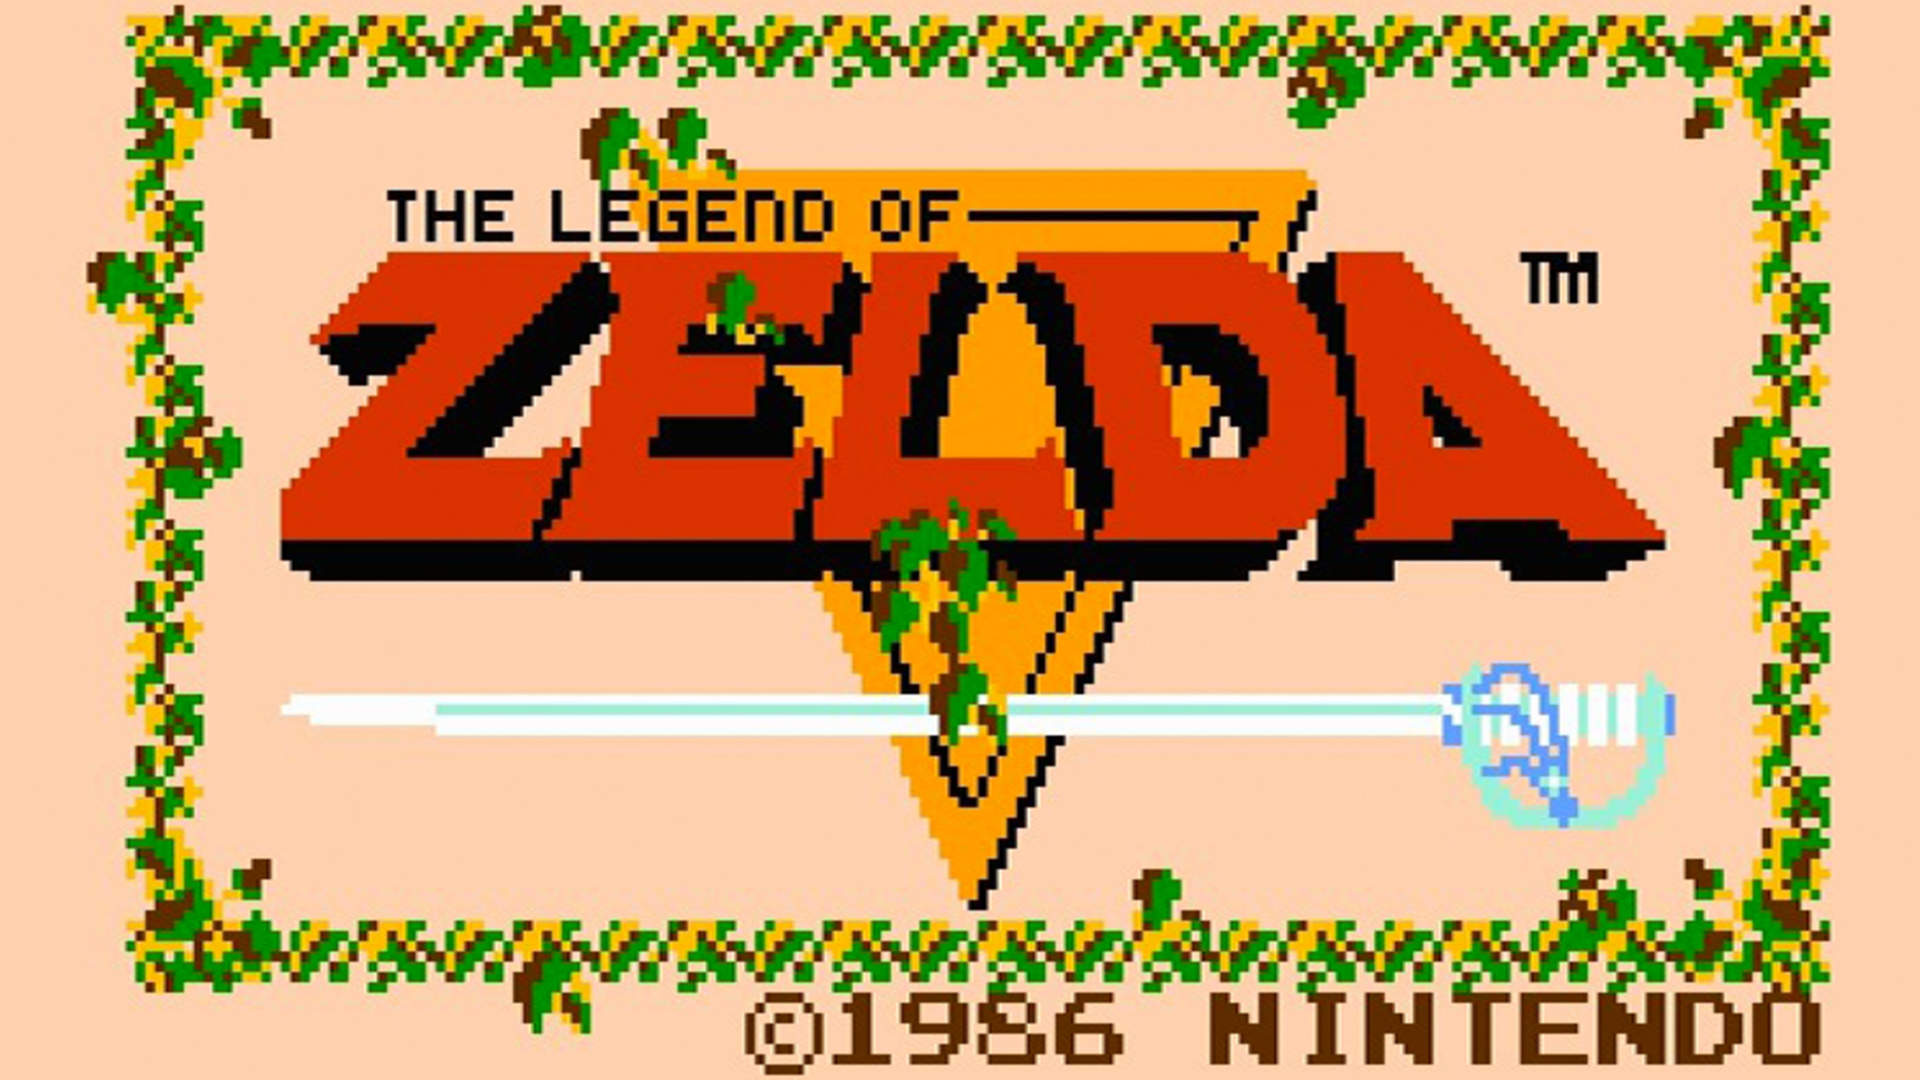 THE LEGEND OF
ZELDA TM
©1986 NINTENDO